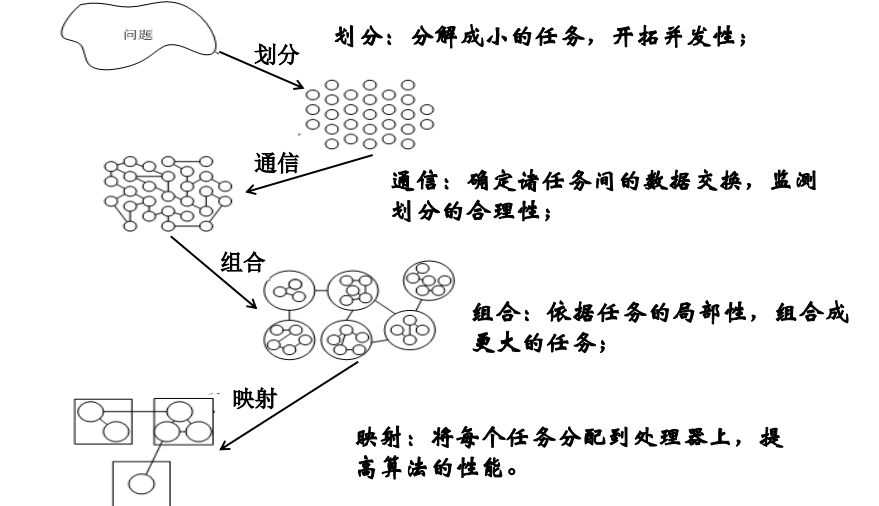 问题
划分
划分：分解成小的任务，开拓并发性；
通信
通信：确定诸任务间的数据交换，监测
划分的合理性；
组合
组合：依据任务的局部性，组合成
更大的任务；
映射
映射：将每个任务分配到处理器上，提
高算法的性能。